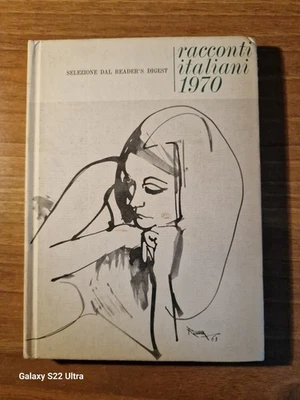 SELEZIONE DAL READER'S DIGEST
racconti
italiani
1970
Galaxy S22 Ultra